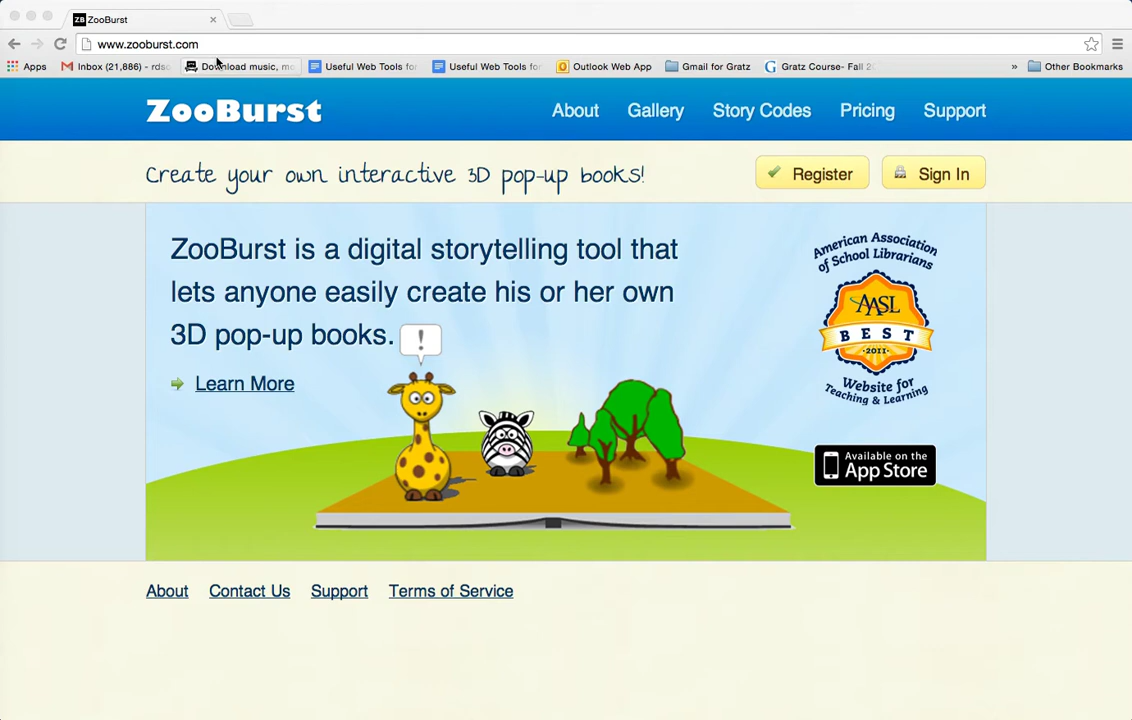 ZB ZooBurst
www.zooburst.com
Apps Inbox (21,886) - rds Download music, m Useful Web Tools for Useful Web Tools for Outlook Web App Gmail for Gratz Gratz Course- Fall 2 » Other Bookmarks
ZooBurst
About Gallery Story Codes Pricing Support
Create your own interactive 3D pop-up books!
Register Sign In
ZooBurst is a digital storytelling tool that
lets anyone easily create his or her own
3D pop-up books.
!
Learn More
American Association
of School Librarians
AASL
BEST
2011
Website for
Teaching & Learning
Available on the
App Store
About Contact Us Support Terms of Service